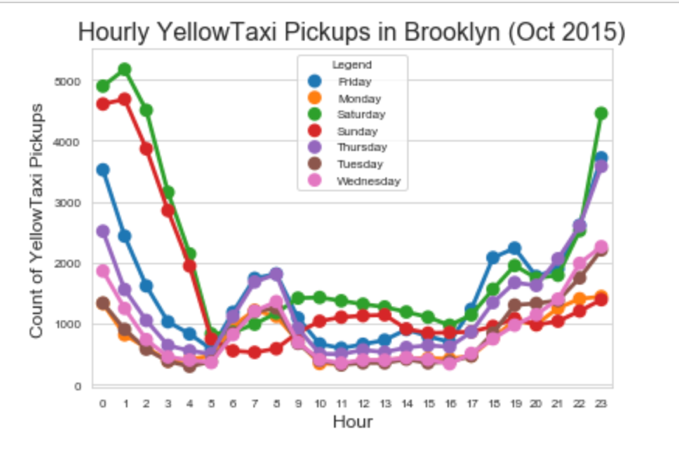 Hourly YellowTaxi Pickups in Brooklyn (Oct 2015)
Legend
Friday
Monday
Saturday
Sunday
Thursday
Tuesday
Wednesday
Count of YellowTaxi Pickups
5000
4000
3000
2000
1000
0
0 1 2 3 4 5 6 7 8 9 10 11 12 13 14 15 16 17 18 19 20 21 22 23
Hour